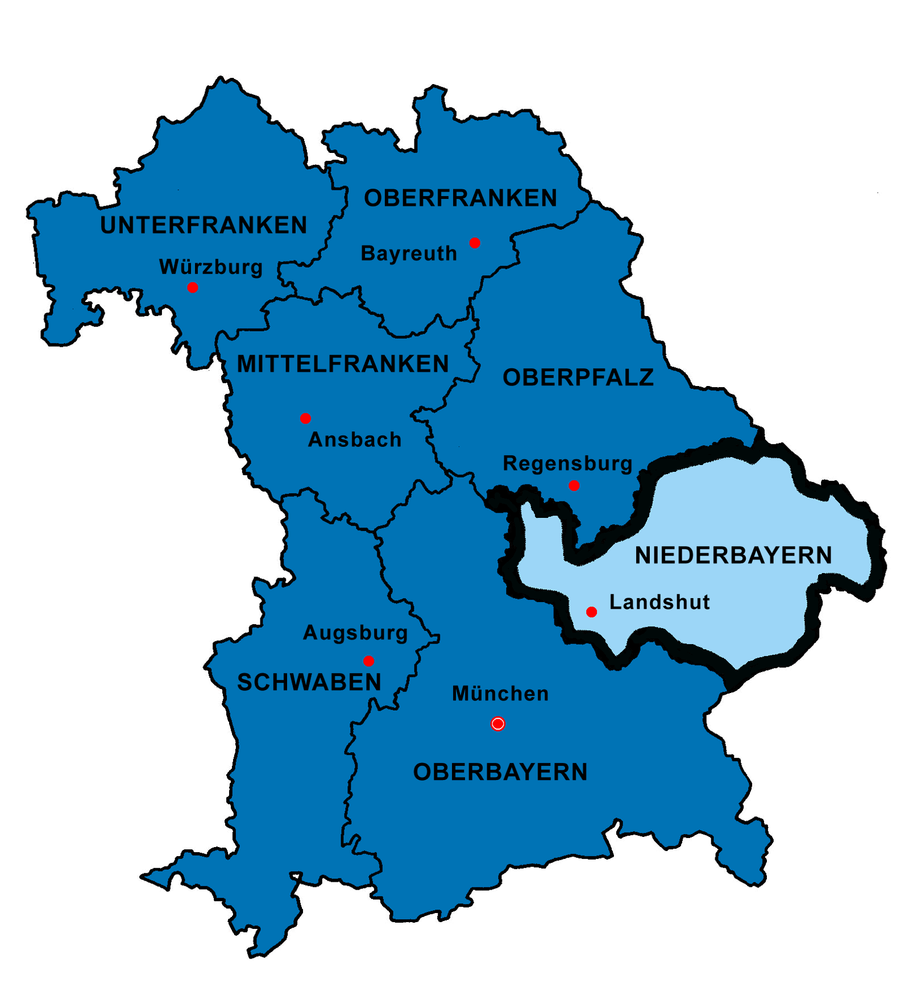 OBERFRANKEN
UNTERFRANKEN
Bayreuth
Würzburg
MITTELFRANKEN
OBERPFALZ
Ansbach
Regensburg
NIEDERBAYERN
Landshut
Augsburg
SCHWABEN
München
OBERBAYERN